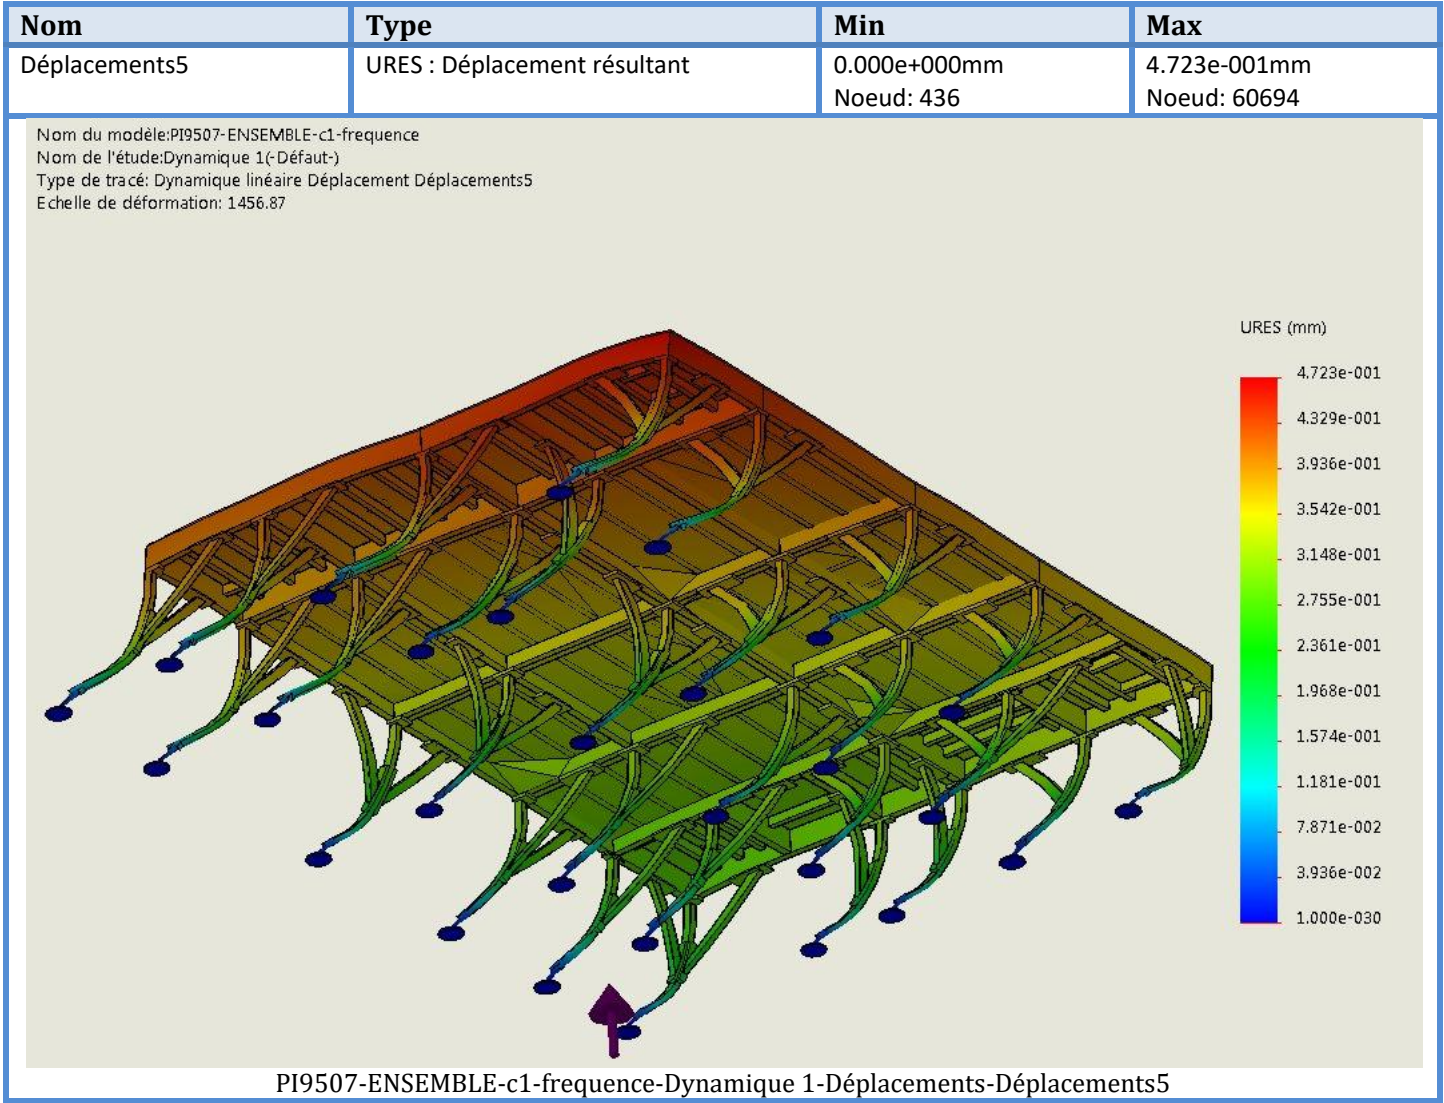 Nom Type Min Max
Déplacements5 URES : Déplacement résultant 0.000e+000mm 4.723e-001mm
Noeud: 436 Noeud: 60694
Nom du modèle:PI9507-ENSEMBLE-c1-frequence
Nom de l'étude:Dynamique 1(-Défaut-)
Type de tracé: Dynamique linéaire Déplacement Déplacements5
Echelle de déformation: 1456.87
URES (mm)
4.723e-001
4.329e-001
3.936e-001
3.542e-001
3.148e-001
2.755e-001
2.361e-001
1.968e-001
1.574e-001
1.181e-001
7.871e-002
3.936e-002
1.000e-030
PI9507-ENSEMBLE-c1-frequence-Dynamique 1-Déplacements-Déplacements5